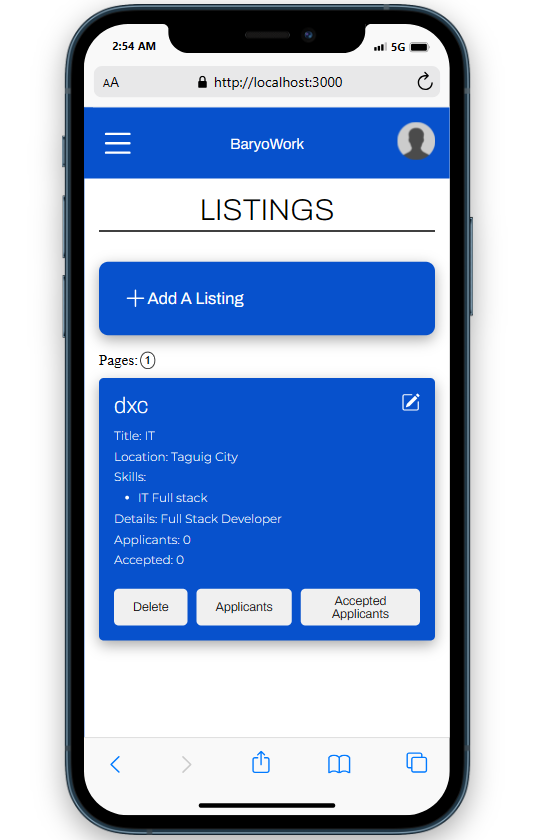 2:54 AM 5G
AA http://localhost:3000
BaryoWork
LISTINGS
Add A Listing
Pages: 1
dxc
Title: IT
Location: Taguig City
Skills:
• IT Full stack
Details: Full Stack Developer
Applicants: 0
Accepted: 0
Delete
Applicants
Accepted
Applicants